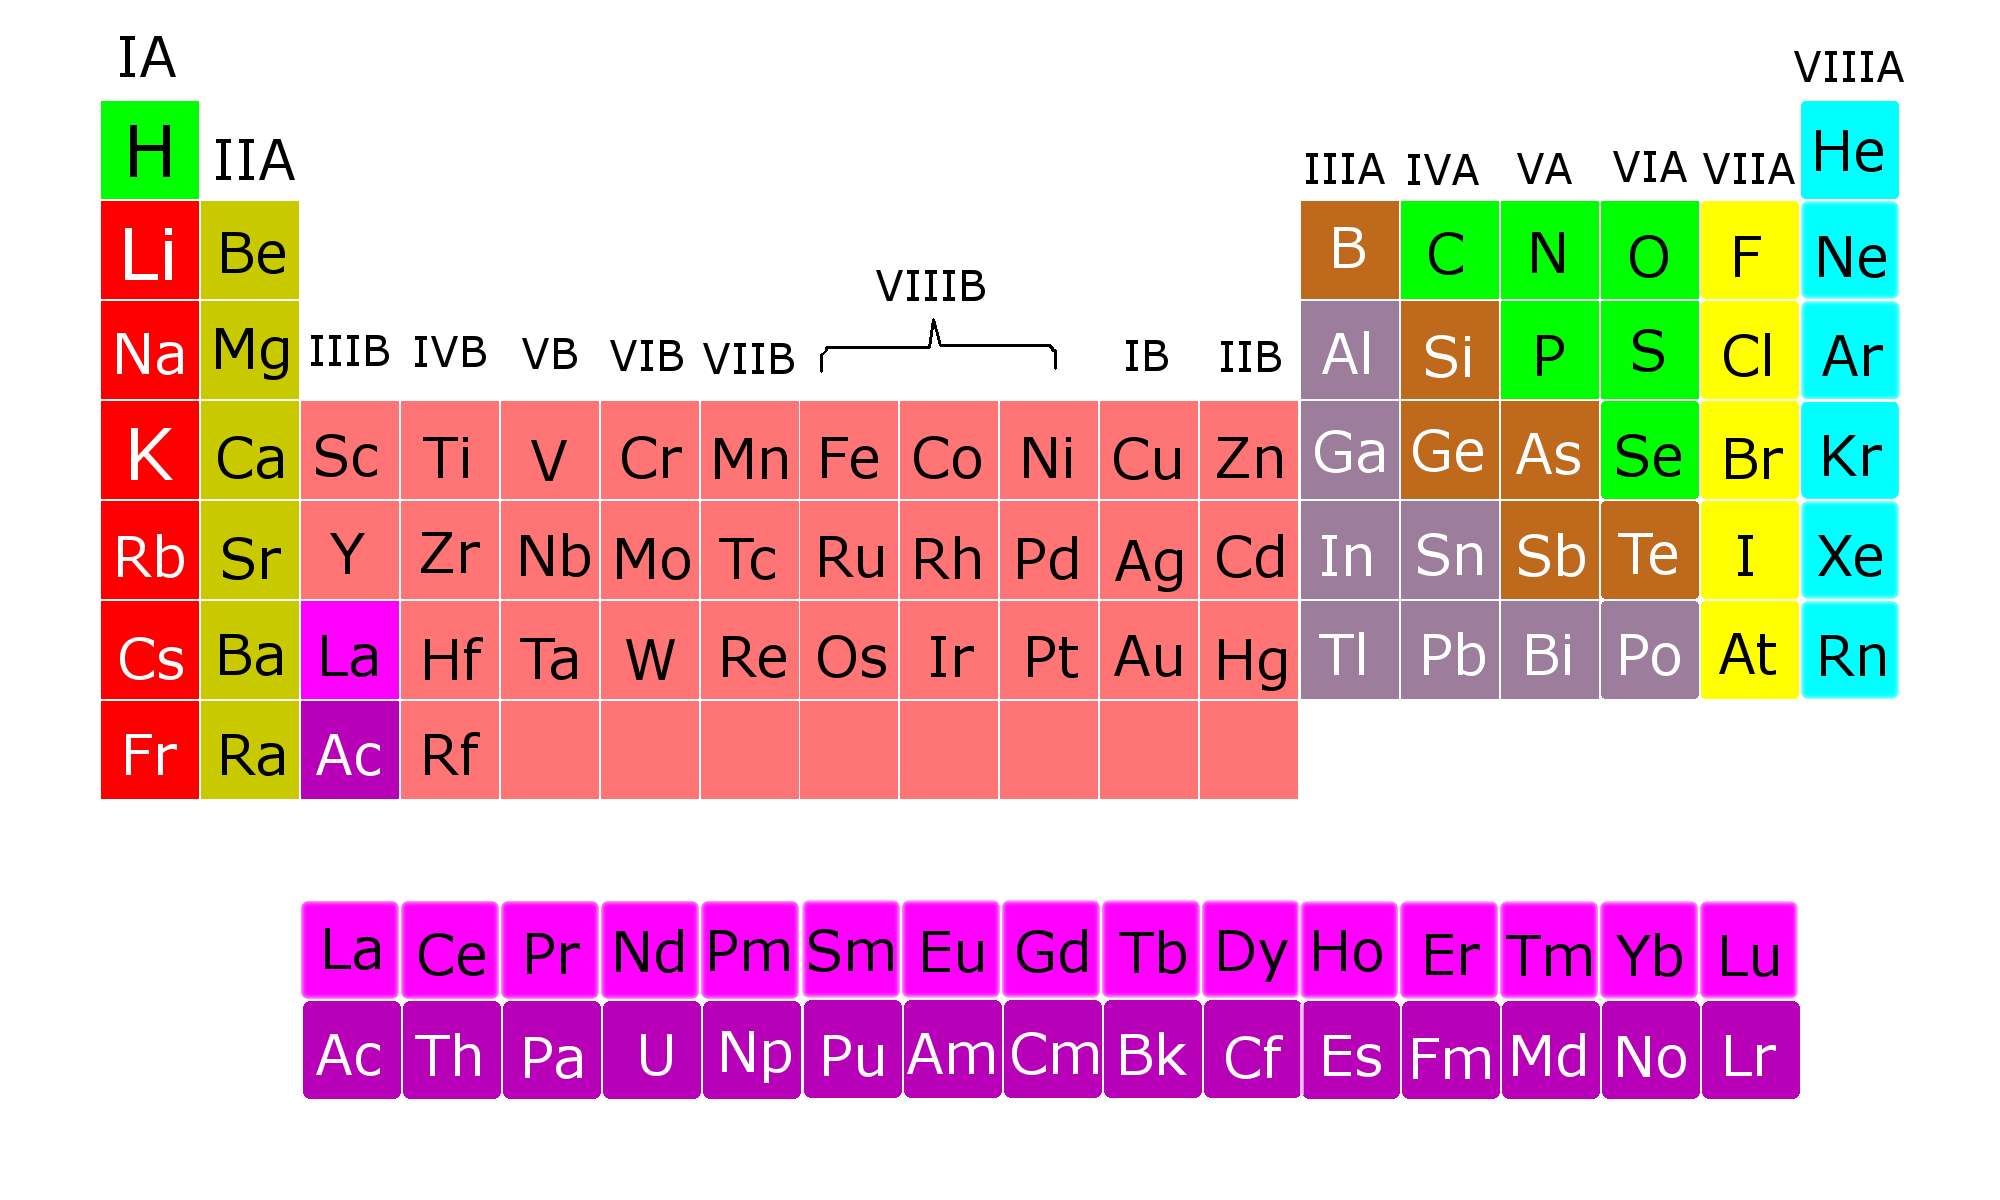 IA VIIIA
H IIA IIIA IVA VA VIA VIIA He
Li Be VIIIB B C N O F Ne
Na Mg IIIB IVB VB VIB VIIB IB IIB Al Si P S Cl Ar
K Ca Sc Ti V Cr Mn Fe Co Ni Cu Zn Ga Ge As Se Br Kr
Rb Sr Y Zr Nb Mo Tc Ru Rh Pd Ag Cd In Sn Sb Te I Xe
Cs Ba La Hf Ta W Re Os Ir Pt Au Hg Tl Pb Bi Po At Rn
Fr Ra Ac Rf
La Ce Pr Nd Pm Sm Eu Gd Tb Dy Ho Er Tm Yb Lu
Ac Th Pa U Np Pu Am Cm Bk Cf Es Fm Md No Lr